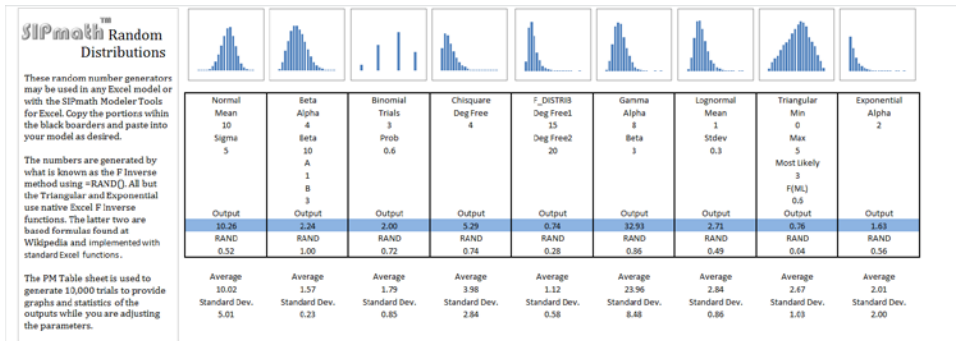 SIPmath™ Random
Distributions
These random number generators
may be used in any Excel model or
with the SIPmath Modeler Tools
for Excel. Copy the portions wihin
the black boarders and paste into
your model as desired.
The numbers are generated by
what is known as the F Inverse
method using =RAND(). All but
the Triangular and Exponential
use native Excel F Inverse
functions. The latter two are
based formulas found at
Wikipedia and implemented with
standard Excel functions.
The PM Table sheet is used to
generate 10,000 trials to provide
graphs and statistics of the
outputs while you are adjusting
the parameters.
Normal Beta Binomial Chisquare F_DISTRIB Gamma Lognormal Triangular Exponential
Mean Alpha Trials Deg Free Deg Free1 Alpha Mean Min Alpha
10 4 3 4 15 8 1 0 2
Sigma Beta Prob Deg Free2 Beta Stdev Max
5 10 0.6 20 3 0.3 5
A Most Likely
1 3
B F(ML)
3 0.6
Output Output Output Output Output Output Output Output Output
10.26 2.24 2.00 5.29 0.74 32.93 2.71 0.76 1.63
RAND RAND RAND RAND RAND RAND RAND RAND RAND
0.52 1.00 0.72 0.74 0.28 0.86 0.49 0.04 0.56
Average Average Average Average Average Average Average Average Average
10.02 1.57 1.79 3.98 1.12 23.96 2.84 2.67 2.01
Standard Dev. Standard Dev. Standard Dev. Standard Dev. Standard Dev. Standard Dev. Standard Dev. Standard Dev. Standard Dev.
5.01 0.23 0.85 2.84 0.58 8.48 0.86 1.03 2.00